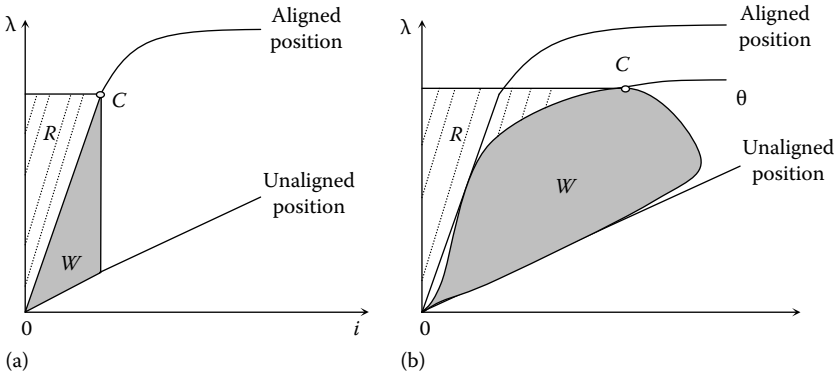 λ
Aligned
position
C
R
W
Unaligned
position
0
i
(a)
λ
Aligned
position
C
θ
R
W
Unaligned
position
0
(b)